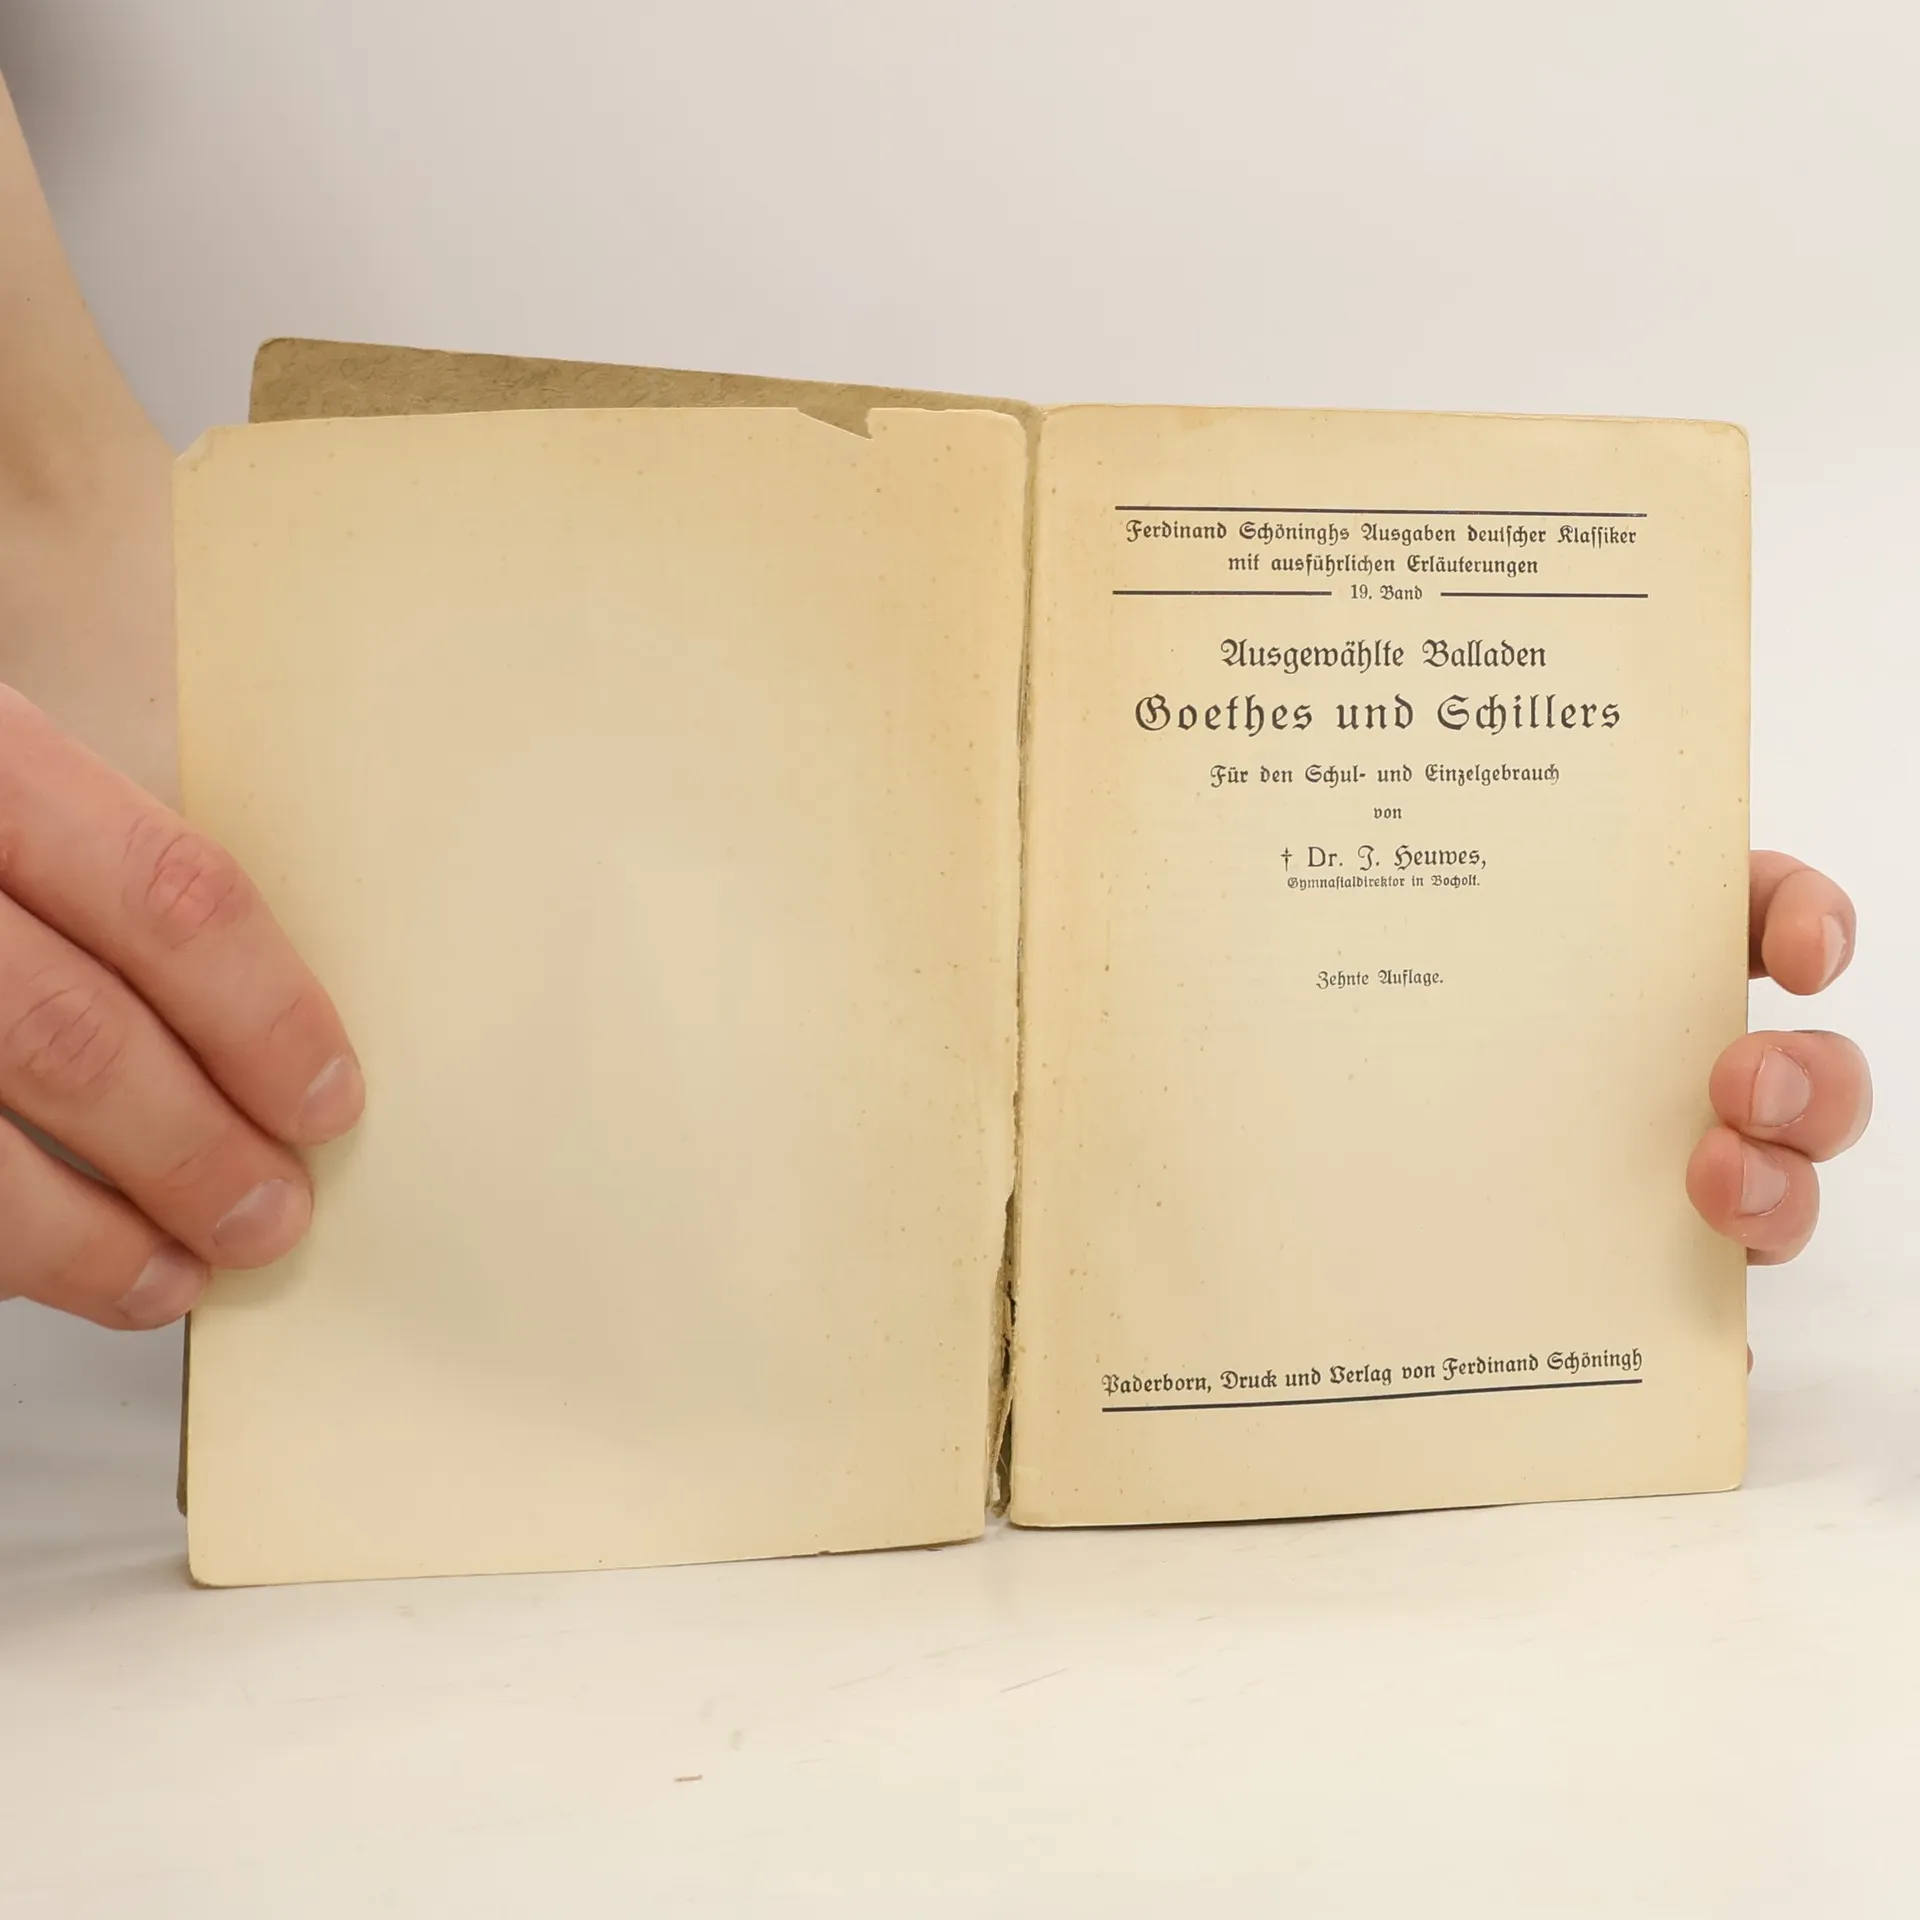 Ferdinand Schöninghs Ausgaben deutscher Klassiker
mit ausführlichen Erläuterungen
19. Band
Ausgewählte Balladen
Goethes und Schillers
Für den Schul- und Einzelgebrauch
von
† Dr. J. Heuwes,
Gymnasialdirektor in Bocholt.
Zehnte Auflage.
Paderborn, Druck und Verlag von Ferdinand Schöningh